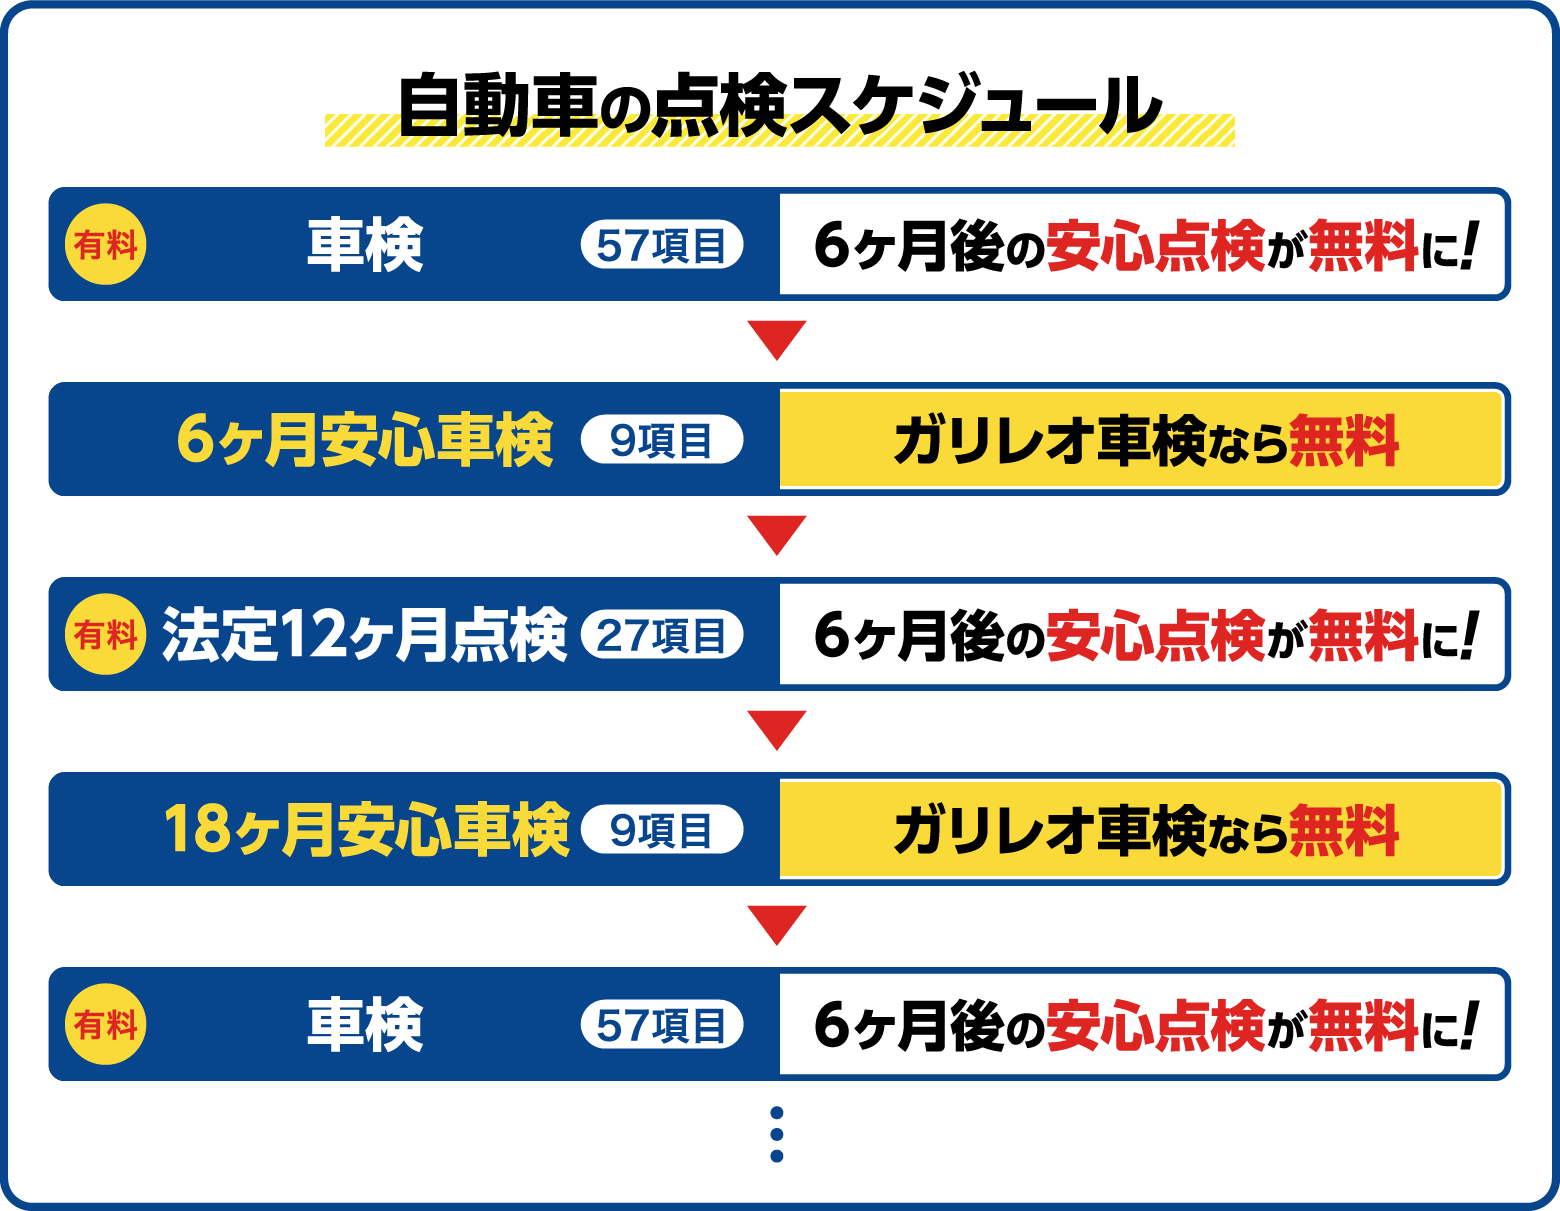 自動車の点検スケジュール
有料 車検 57項目 6ヶ月後の安心点検が無料に!
6ヶ月安心車検 9項目 ガリレオ車検なら無料
有料 法定12ヶ月点検 27項目 6ヶ月後の安心点検が無料に!
18ヶ月安心車検 9項目 ガリレオ車検なら無料
有料 車検 57項目 6ヶ月後の安心点検が無料に!